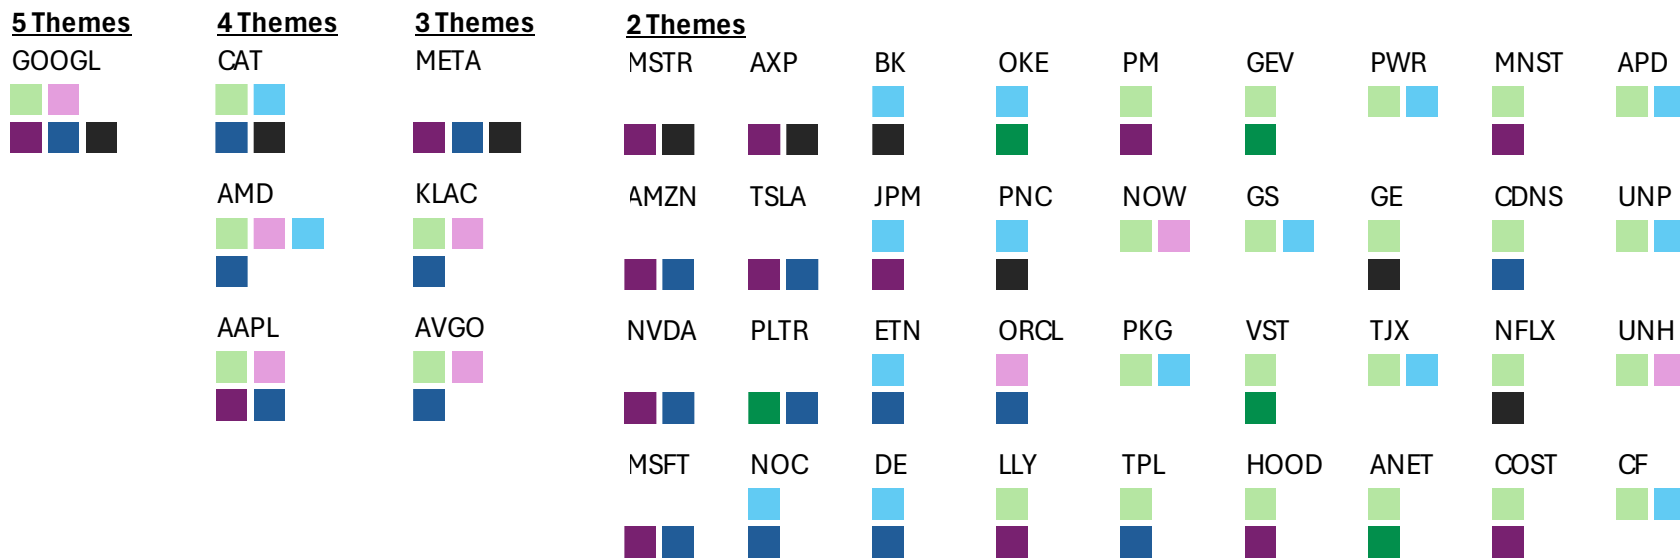 5 Themes 4 Themes 3 Themes 2 Themes
GOOGL CAT META MSTR AXP BK OKE PM GEV PWR MNST APD
AMD KLAC AMZN TSLA JPM PNC NOW GS GE CDNS UNP
AAPL AVGO NVDA PLTR ETN ORCL PKG VST TJX NFLX UNH
MSFT NOC DE LLY TPL HOOD ANET COST CF